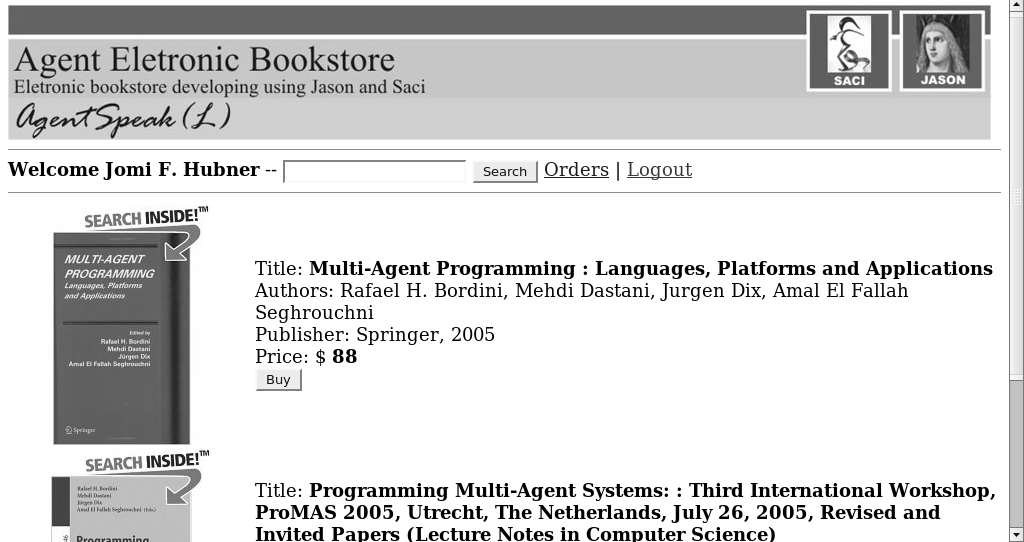 Agent Eletronic Bookstore
Eletronic bookstore developing using Jason and Saci
AgentSpeak (L)
SACI
JASON
Welcome Jomi F. Hubner -- Search Orders | Logout
SEARCH INSIDE!™
MULTI-AGENT
PROGRAMMING
Languages, Platforms
and Applications
Edited by
Rafael H. Bordini
Mehdi Dastani
Jürgen Dix
Amal El Fallah Seghrouchni
Springer
Title: Multi-Agent Programming : Languages, Platforms and Applications
Authors: Rafael H. Bordini, Mehdi Dastani, Jurgen Dix, Amal El Fallah
Seghrouchni
Publisher: Springer, 2005
Price: $ 88
Buy
SEARCH INSIDE!™
Rafael H. Bordini
Mehdi Dastani
Jürgen Dix
Amal El Fallah Seghrouchni (Eds.)
Programming
Title: Programming Multi-Agent Systems: : Third International Workshop,
ProMAS 2005, Utrecht, The Netherlands, July 26, 2005, Revised and
Invited Papers (Lecture Notes in Computer Science)